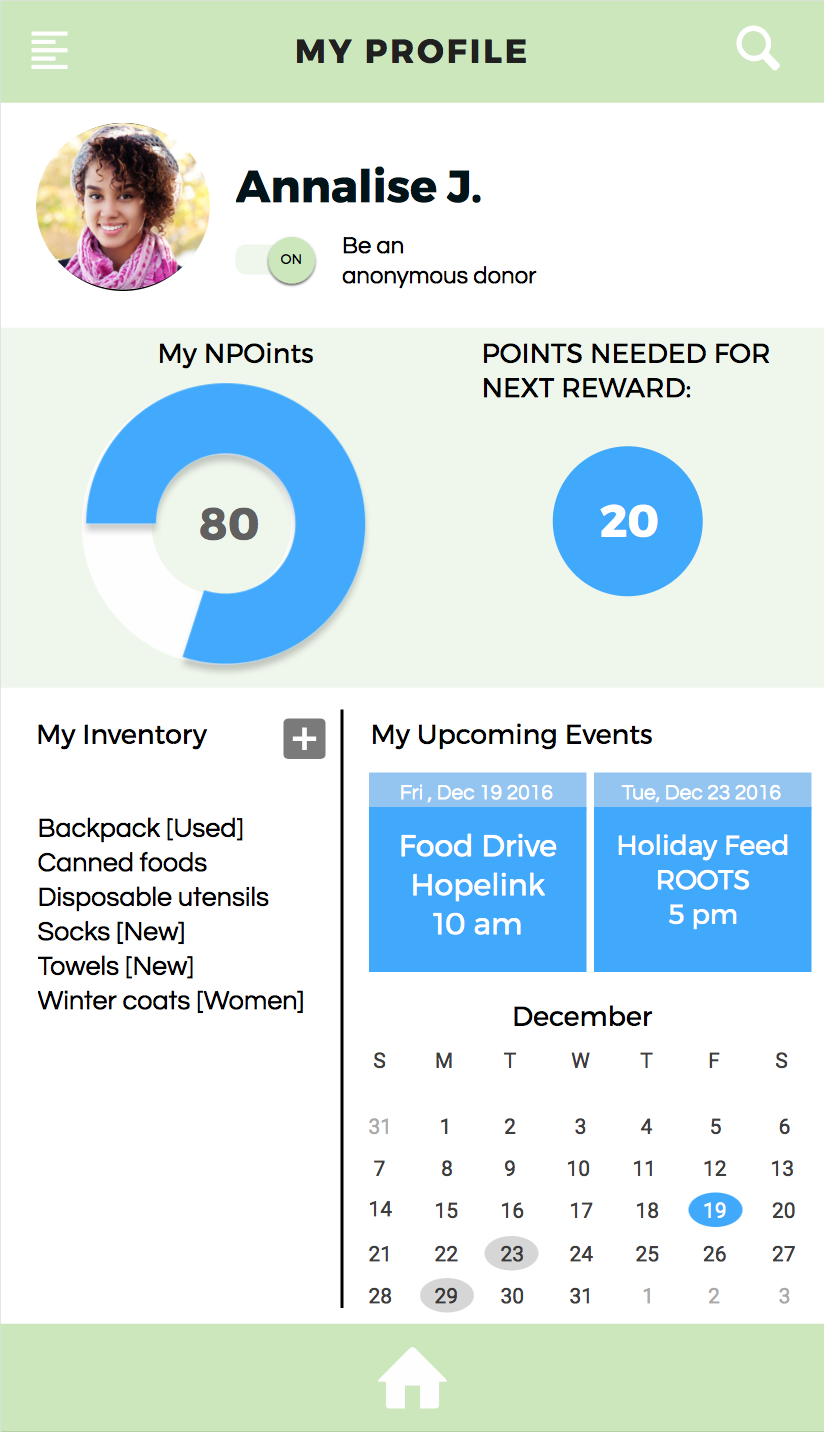 MY PROFILE
Annalise J.
ON
Be an
anonymous donor
My NPOints
80
POINTS NEEDED FOR
NEXT REWARD:
20
My Inventory
Backpack [Used]
Canned foods
Disposable utensils
Socks [New]
Towels [New]
Winter coats [Women]
My Upcoming Events
Fri , Dec 19 2016
Food Drive
Hopelink
10 am
Tue, Dec 23 2016
Holiday Feed
ROOTS
5 pm
December
S M T W T F S
31 1 2 3 4 5 6
7 8 9 10 11 12 13
14 15 16 17 18 19 20
21 22 23 24 25 26 27
28 29 30 31 1 2 3